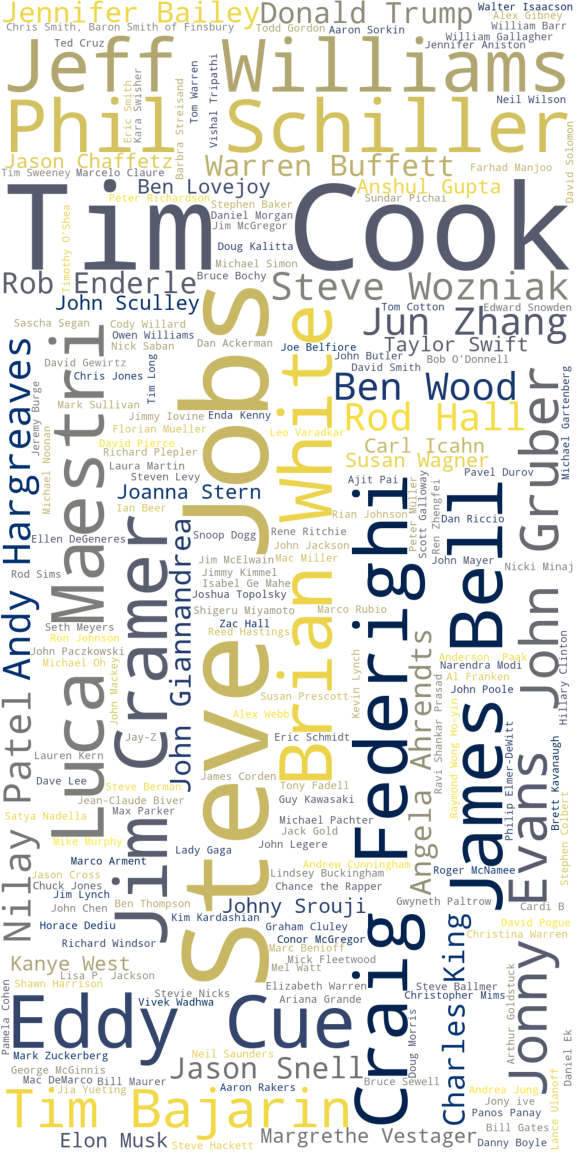 Jennifer Bailey
Donald Trump
Walter Isaacson
Alex Gibney
Chris Smith, Baron Smith of Finsbury
Todd Gordon
Aaron Sorkin
William Barr
William Gallagher
Ted Cruz
Jennifer Aniston
Jeff Williams
Eric Smith
Kara Swisher
Barbra Streisand
Tom Warren
Vishal Tripathi
Neil Wilson
Phil Schiller
David Solomon
Jason Chaffetz
Warren Buffett
Farhad Manjoo
Tim Sweeney
Marcelo Claure
Ben Lovejoy
Anshul Gupta
Peter Richardson
Sundar Pichai
Stephen Baker
Daniel Morgan
Jim McGregor
Tim Cook
Timothy O'Shea
Doug Kalitta
Michael Simon
Bruce Bochy
Rob Enderle
Steve Wozniak
John Sculley
Tom Cotton
Edward Snowden
Jun Zhang
Sascha Segan
Cody Willard
Owen Williams
Nick Saban
Dan Ackerman
Joe Belfiore
Taylor Swift
John Butler
Bob O'Donnell
David Smith
David Gewirtz
Chris Jones
Tim Long
Ben Wood
Michael Gartenberg
Jeremy Burge
Mark Sullivan
Jimmy Iovine
Enda Kenny
Rod Hall
Florian Mueller
Leo Varadkar
David Pierce
Richard Plepler
Carl Icahn
Susan Wagner
Michael Noonan
Laura Martin
Steven Levy
Pavel Durov
Ajit Pai
Joanna Stern
Peter Müller
Scott Galloway
Ren Zhengfei
Ian Beer
Rian Johnson
Dan Riccio
Andy Hargreaves
Luca Maestri
Steve Jobs
Brian White
John Gruber
Ellen DeGeneres
Snoop Dogg
Rene Ritchie
John Jackson
Jim McElwain
Mac Miller
John Mayer
Nicki Minaj
Rod Sims
Jimmy Kimmel
Isabel Ge Mahe
Joshua Topolsky
Shigeru Miyamoto
Marco Rubio
Seth Meyers
Zac Hall
Reed Hastings
Ron Johnson
John Paczkowski
Michael Oh
John Mackey
Anderson .Paak
Narendra Modi
Al Franken
John Poole
Hillary Clinton
Kevin Lynch
Susan Prescott
Ravi Shankar Prasad
Alex Webb
Jay-Z
Eric Schmidt
Raymond Wong Ho-yin
Philip Elmer-DeWitt
Brett Kavanaugh
Lauren Kern
Dave Lee
Steve Berman
James Corden
Tony Fadell
Jean-Claude Biver
Guy Kawasaki
Max Parker
Satya Nadella
Michael Pachter
Jack Gold
John Legere
Mike Murphy
Lady Gaga
Stephen Colbert
Marco Arment
Andrew Cunningham
Roger McNamee
Jason Cross
Chuck Jones
Lindsey Buckingham
Chance the Rapper
Jim Lynch
Ben Thompson
John Chen
Johny Srouji
Gwyneth Paltrow
Cardi B
Kim Kardashian
Horace Dediu
Graham Cluley
David Pogue
Richard Windsor
Conor McGregor
Christina Warren
Marc Benioff
Mick Fleetwood
Nilay Patel
Jim Cramer
John Giannandrea
Craig Federighi
Angela Ahrendts
James Bell
John Evans
Kanye West
Mel Watt
Lisa P. Jackson
Shawn Harrison
Elizabeth Warren
Steve Ballmer
Stevie Nicks
Christopher Mims
Vivek Wadhwa
Ariana Grande
Pamela Cohen
Eddy Cue
Doug Morris
Charles King
Arthur Goldstuck
Jonny
Daniel Ek
Mark Zuckerberg
Neil Saunders
George McGinnis
Jason Snell
Mac DeMarco
Bill Maurer
Bruce Sewell
Jia Yueting
Aaron Rakers
Andrea Jung
Jony ive
Tim Bajarin
Panos Panay
Lance Ulanoff
Bill Gates
Elon Musk
Steve Hackett
Margrethe Vestager
Danny Boyle